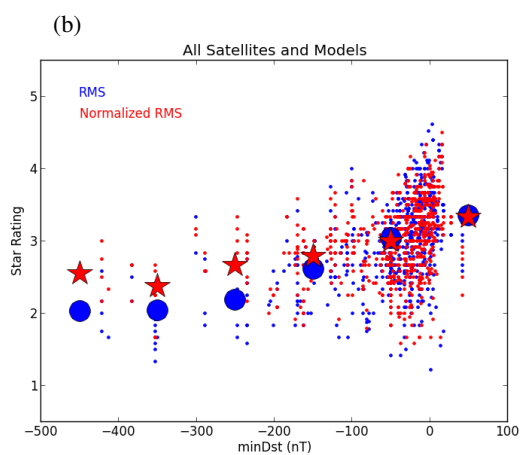 (b)
All Satellites and Models
RMS
Normalized RMS
Star Rating
5
4
3
2
1
−500 −400 −300 −200 −100 0 100
minDst (nT)